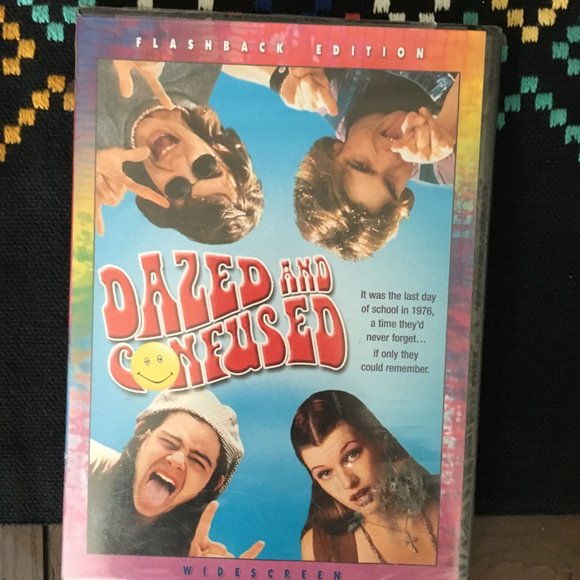 FLASHBACK EDITION
DAZED AND
CONFUSED
It was the last day
of school in 1976,
a time they'd
never forget...
if only they
could remember.
WIDESCREEN